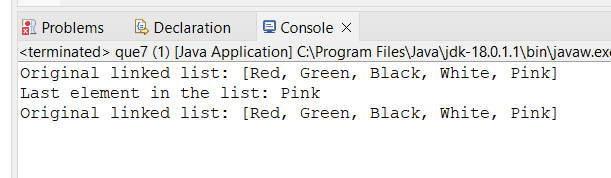 Problems Declaration Console
<terminated> que7 (1) [Java Application] C:\Program Files\Java\jdk-18.0.1.1\bin\javaw.exe
Original linked list: [Red, Green, Black, White, Pink]
Last element in the list: Pink
Original linked list: [Red, Green, Black, White, Pink]